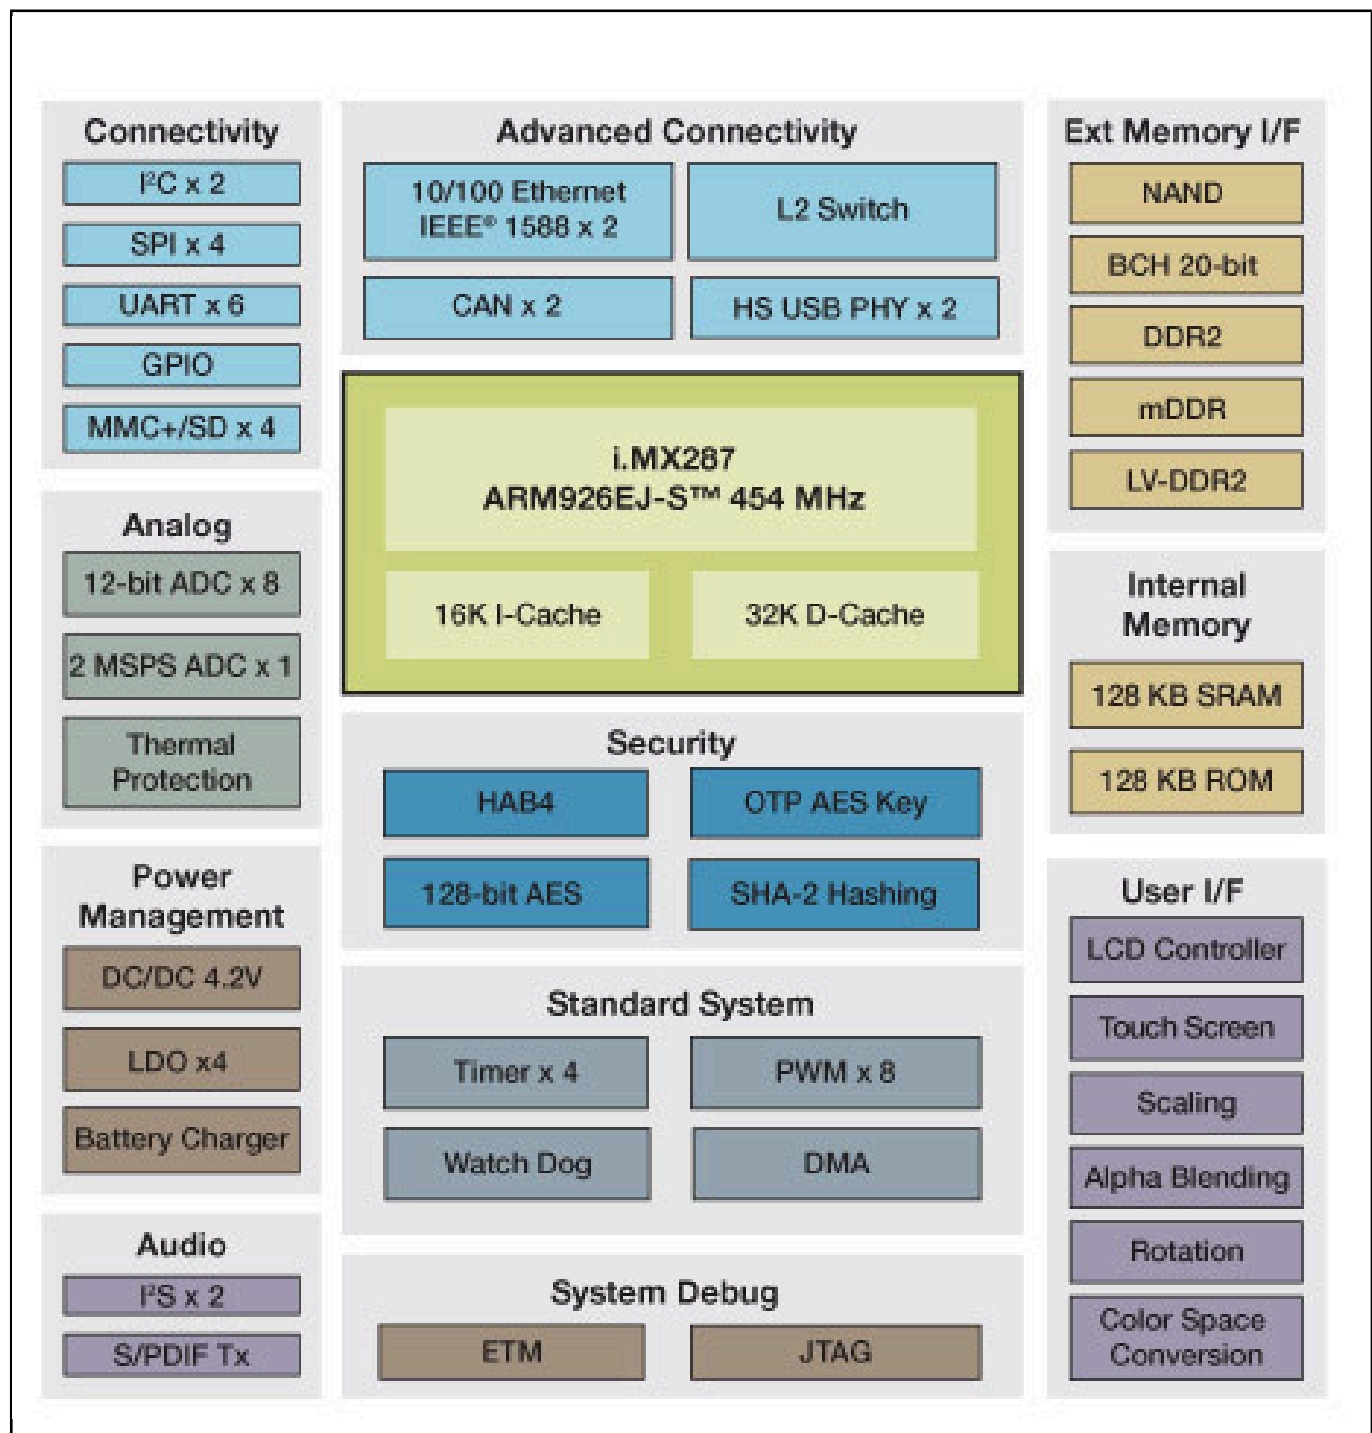 Connectivity
I²C x 2
SPI x 4
UART x 6
GPIO
MMC+/SD x 4
Analog
12-bit ADC x 8
2 MSPS ADC x 1
Thermal
Protection
Power
Management
DC/DC 4.2V
LDO x4
Battery Charger
Audio
I²S x 2
S/PDIF Tx
Advanced Connectivity
10/100 Ethernet
IEEE® 1588 x 2
L2 Switch
CAN x 2
HS USB PHY x 2
i.MX287
ARM926EJ-S™ 454 MHz
16K I-Cache
32K D-Cache
Security
HAB4
OTP AES Key
128-bit AES
SHA-2 Hashing
Standard System
Timer x 4
PWM x 8
Watch Dog
DMA
System Debug
ETM
JTAG
Ext Memory I/F
NAND
BCH 20-bit
DDR2
mDDR
LV-DDR2
Internal
Memory
128 KB SRAM
128 KB ROM
User I/F
LCD Controller
Touch Screen
Scaling
Alpha Blending
Rotation
Color Space
Conversion